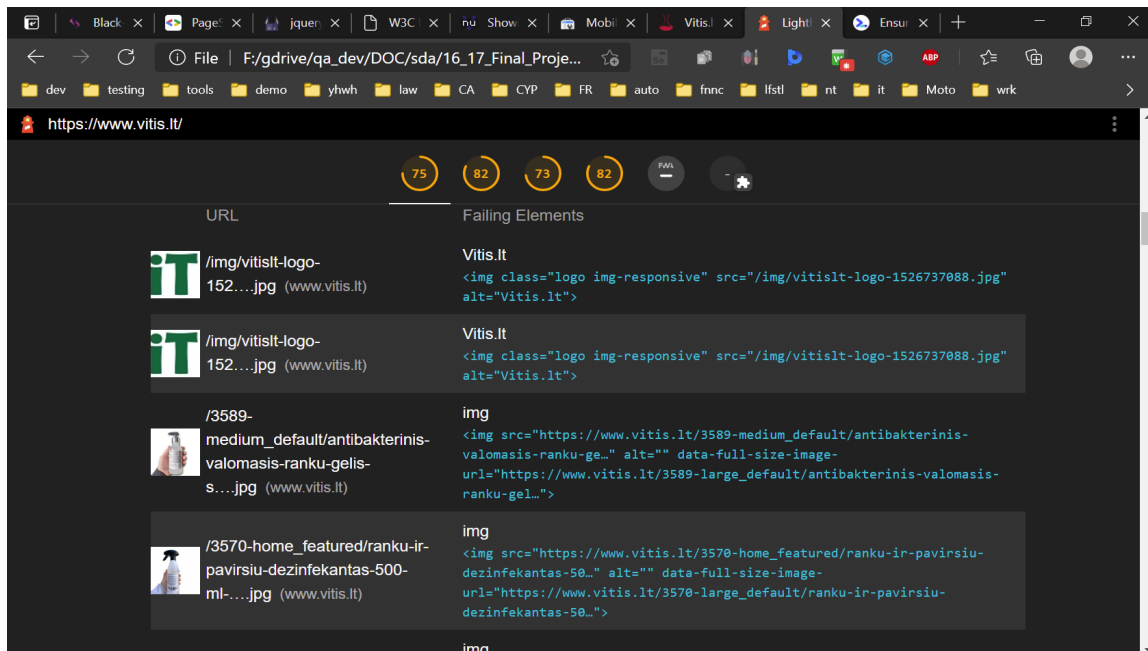 Black
PageS
jquery
W3C
Show
Mobil
Vitis.l
Light
Ensur
File F:/gdrive/qa_dev/DOC/sda/16_17_Final_Proje...
ABP
dev testing tools demo yhwh law CA CYP FR auto fnnc lfstl nt it Moto wrk
https://www.vitis.lt/
75 82 73 82 PWA -
URL Failing Elements
iT
/img/vitislt-logo-
152….jpg (www.vitis.lt)
Vitis.lt
<img class="logo img-responsive" src="/img/vitislt-logo-1526737088.jpg"
alt="Vitis.lt">
iT
/img/vitislt-logo-
152….jpg (www.vitis.lt)
Vitis.lt
<img class="logo img-responsive" src="/img/vitislt-logo-1526737088.jpg"
alt="Vitis.lt">
/3589-
medium_default/antibakterinis-
valomasis-ranku-gelis-
s….jpg (www.vitis.lt)
img
<img src="https://www.vitis.lt/3589-medium_default/antibakterinis-
valomasis-ranku-ge…" alt="" data-full-size-image-
url="https://www.vitis.lt/3589-large_default/antibakterinis-valomasis-
ranku-gel…">
/3570-home_featured/ranku-ir-
pavirsiu-dezinfekantas-500-
ml-….jpg (www.vitis.lt)
img
<img src="https://www.vitis.lt/3570-home_featured/ranku-ir-pavirsiu-
dezinfekantas-50…" alt="" data-full-size-image-
url="https://www.vitis.lt/3570-large_default/ranku-ir-pavirsiu-
dezinfekantas-50…">
img